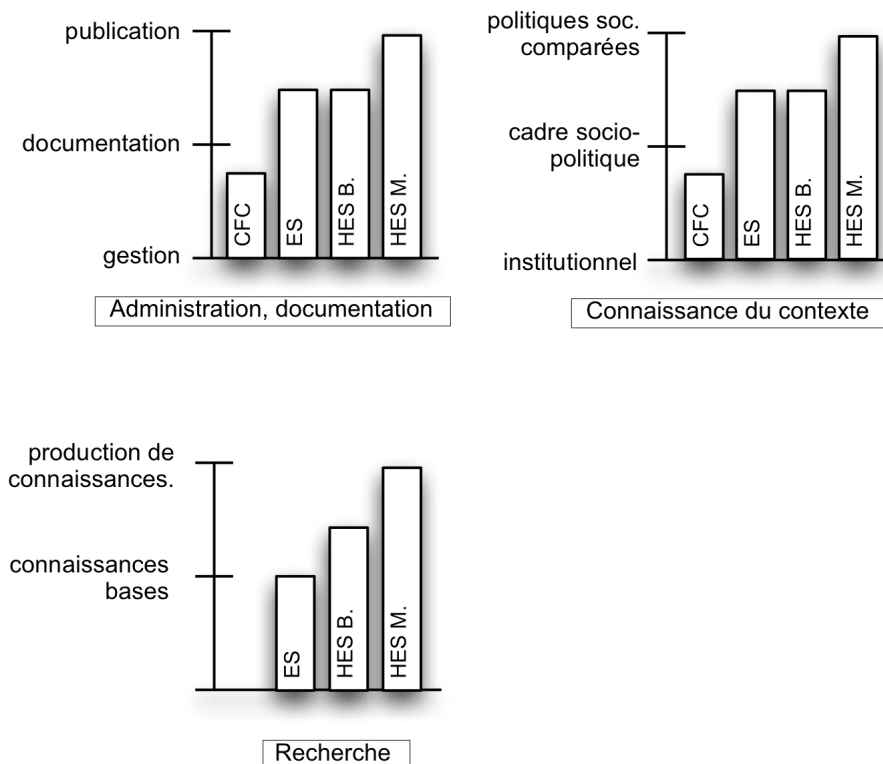 publication
documentation
gestion
CFC
ES
HES B.
HES M.
Administration, documentation
politiques soc.
comparées
cadre socio-
politique
institutionnel
CFC
ES
HES B.
HES M.
Connaissance du contexte
production de
connaissances.
connaissances
bases
ES
HES B.
HES M.
Recherche